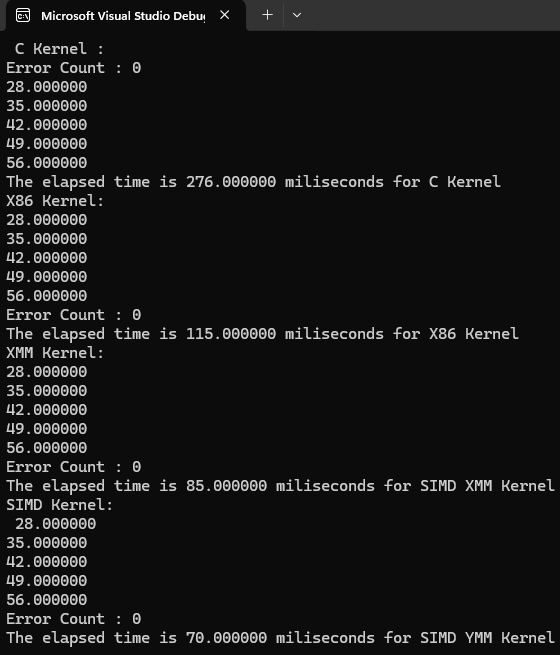 Microsoft Visual Studio Debu
C Kernel :
Error Count : 0
28.000000
35.000000
42.000000
49.000000
56.000000
The elapsed time is 276.000000 miliseconds for C Kernel
X86 Kernel:
28.000000
35.000000
42.000000
49.000000
56.000000
Error Count : 0
The elapsed time is 115.000000 miliseconds for X86 Kernel
XMM Kernel:
28.000000
35.000000
42.000000
49.000000
56.000000
Error Count : 0
The elapsed time is 85.000000 miliseconds for SIMD XMM Kernel
SIMD Kernel:
28.000000
35.000000
42.000000
49.000000
56.000000
Error Count : 0
The elapsed time is 70.000000 miliseconds for SIMD YMM Kernel